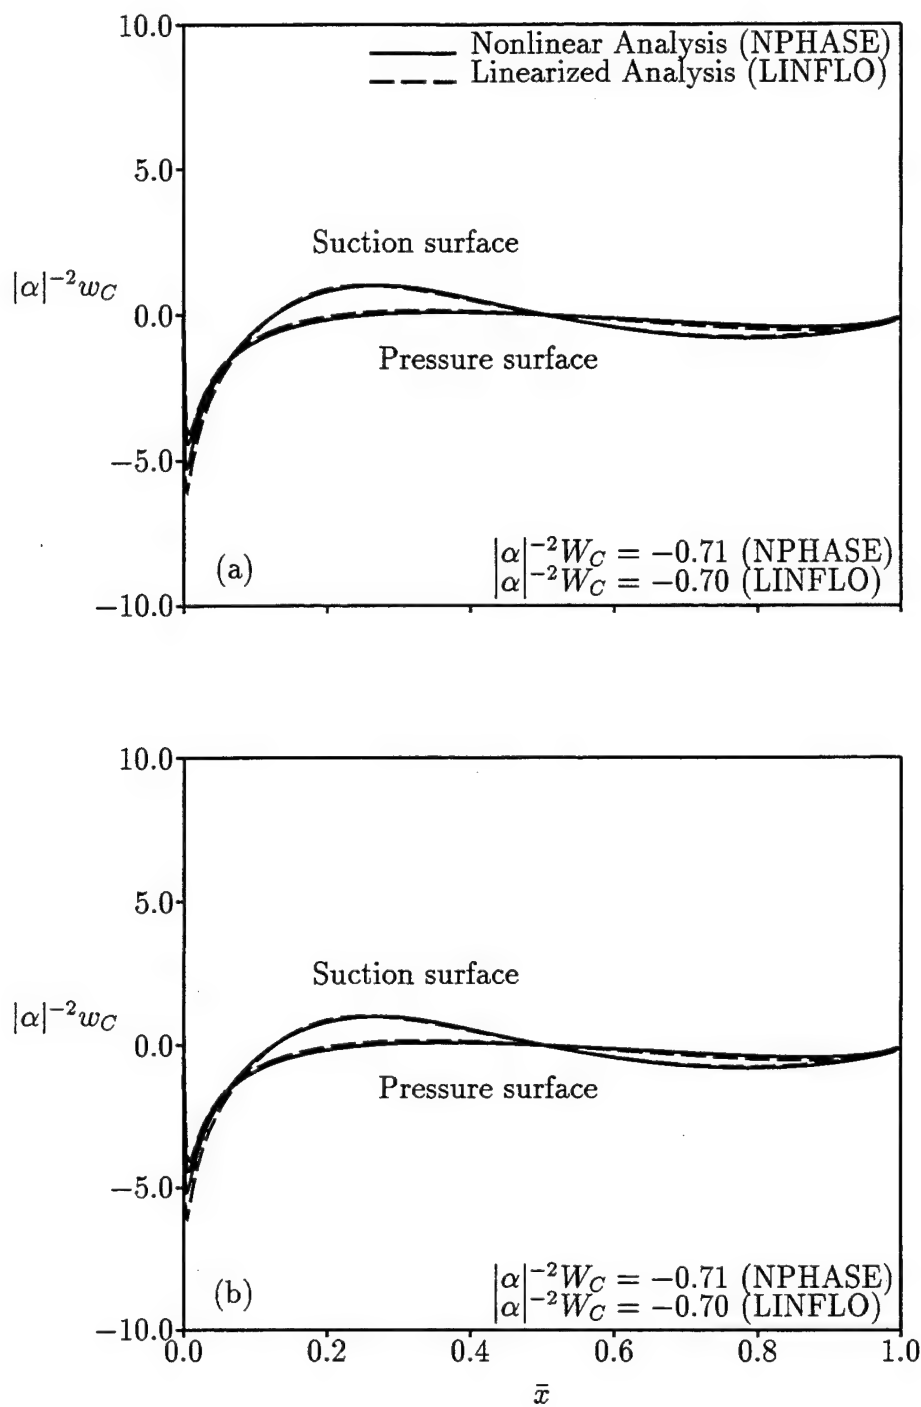 10.0
Nonlinear Analysis (NPHASE)
Linearized Analysis (LINFLO)
5.0
Suction surface
|α|⁻²w_C
0.0
Pressure surface
−5.0
|α|⁻²W_C = −0.71 (NPHASE)
(a)
|α|⁻²W_C = −0.70 (LINFLO)
−10.0
10.0
5.0
Suction surface
|α|⁻²w_C
0.0
Pressure surface
−5.0
|α|⁻²W_C = −0.71 (NPHASE)
(b)
|α|⁻²W_C = −0.70 (LINFLO)
−10.0
0.0 0.2 0.4 0.6 0.8 1.0
x̄